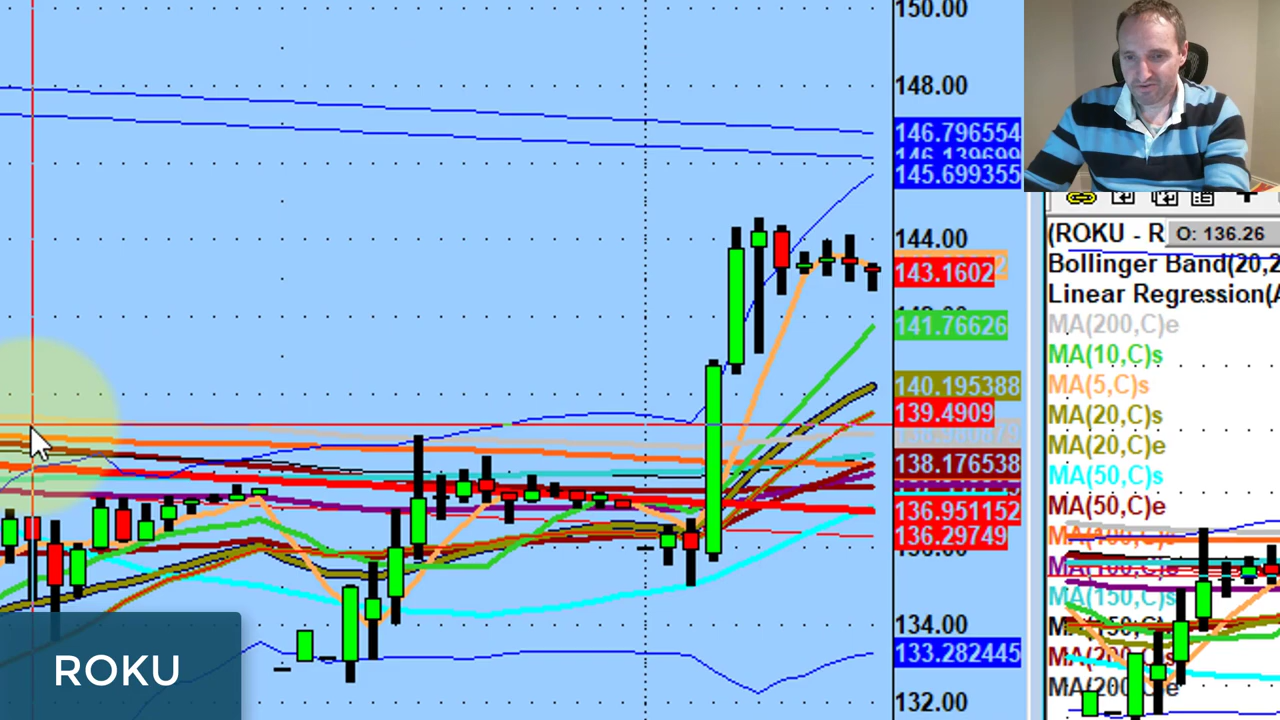 150.00
148.00
146.796554
146.139699
145.699355
144.00
143.1602
141.76626
140.195388
139.4909
138.176538
136.951152
136.29749
134.00
133.282445
132.00
(ROKU - R
O: 136.26
Bollinger Band(20,2
Linear Regression(A
MA(200,C)e
MA(10,C)s
MA(5,C)s
MA(20,C)s
MA(20,C)e
MA(50,C)s
MA(50,C)e
MA(150,C)s
ROKU